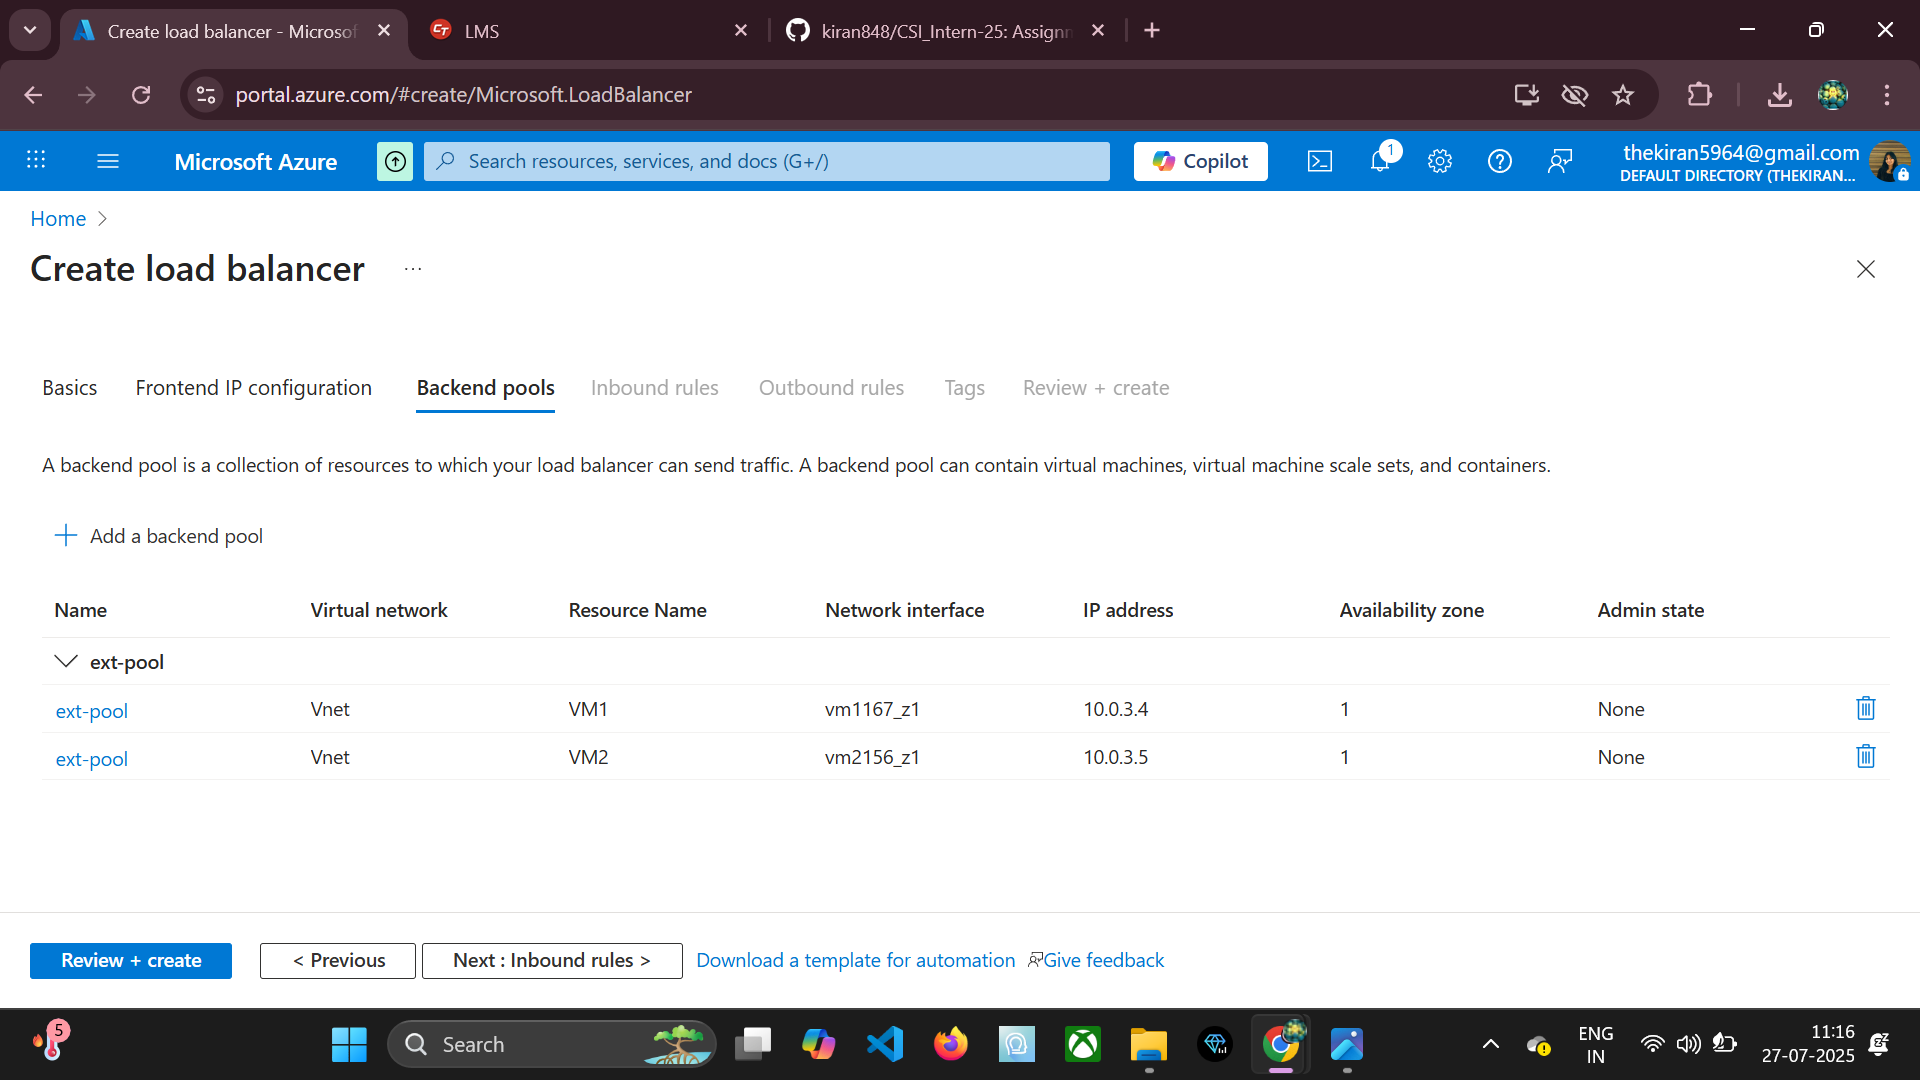 Create load balancer - Microsof
LMS
kiran848/CSI_Intern-25: Assignm
portal.azure.com/#create/Microsoft.LoadBalancer
Microsoft Azure
Search resources, services, and docs (G+/)
Copilot
1
thekiran5964@gmail.com
DEFAULT DIRECTORY (THEKIRAN...
Home
Create load balancer
...
Basics
Frontend IP configuration
Backend pools
Inbound rules
Outbound rules
Tags
Review + create
A backend pool is a collection of resources to which your load balancer can send traffic. A backend pool can contain virtual machines, virtual machine scale sets, and containers.
Add a backend pool
Name Virtual network Resource Name Network interface IP address Availability zone Admin state
ext-pool
ext-pool Vnet VM1 vm1167_z1 10.0.3.4 1 None
ext-pool Vnet VM2 vm2156_z1 10.0.3.5 1 None
Review + create
< Previous
Next : Inbound rules >
Download a template for automation
Give feedback
5
Search
ENG
IN
11:16
27-07-2025